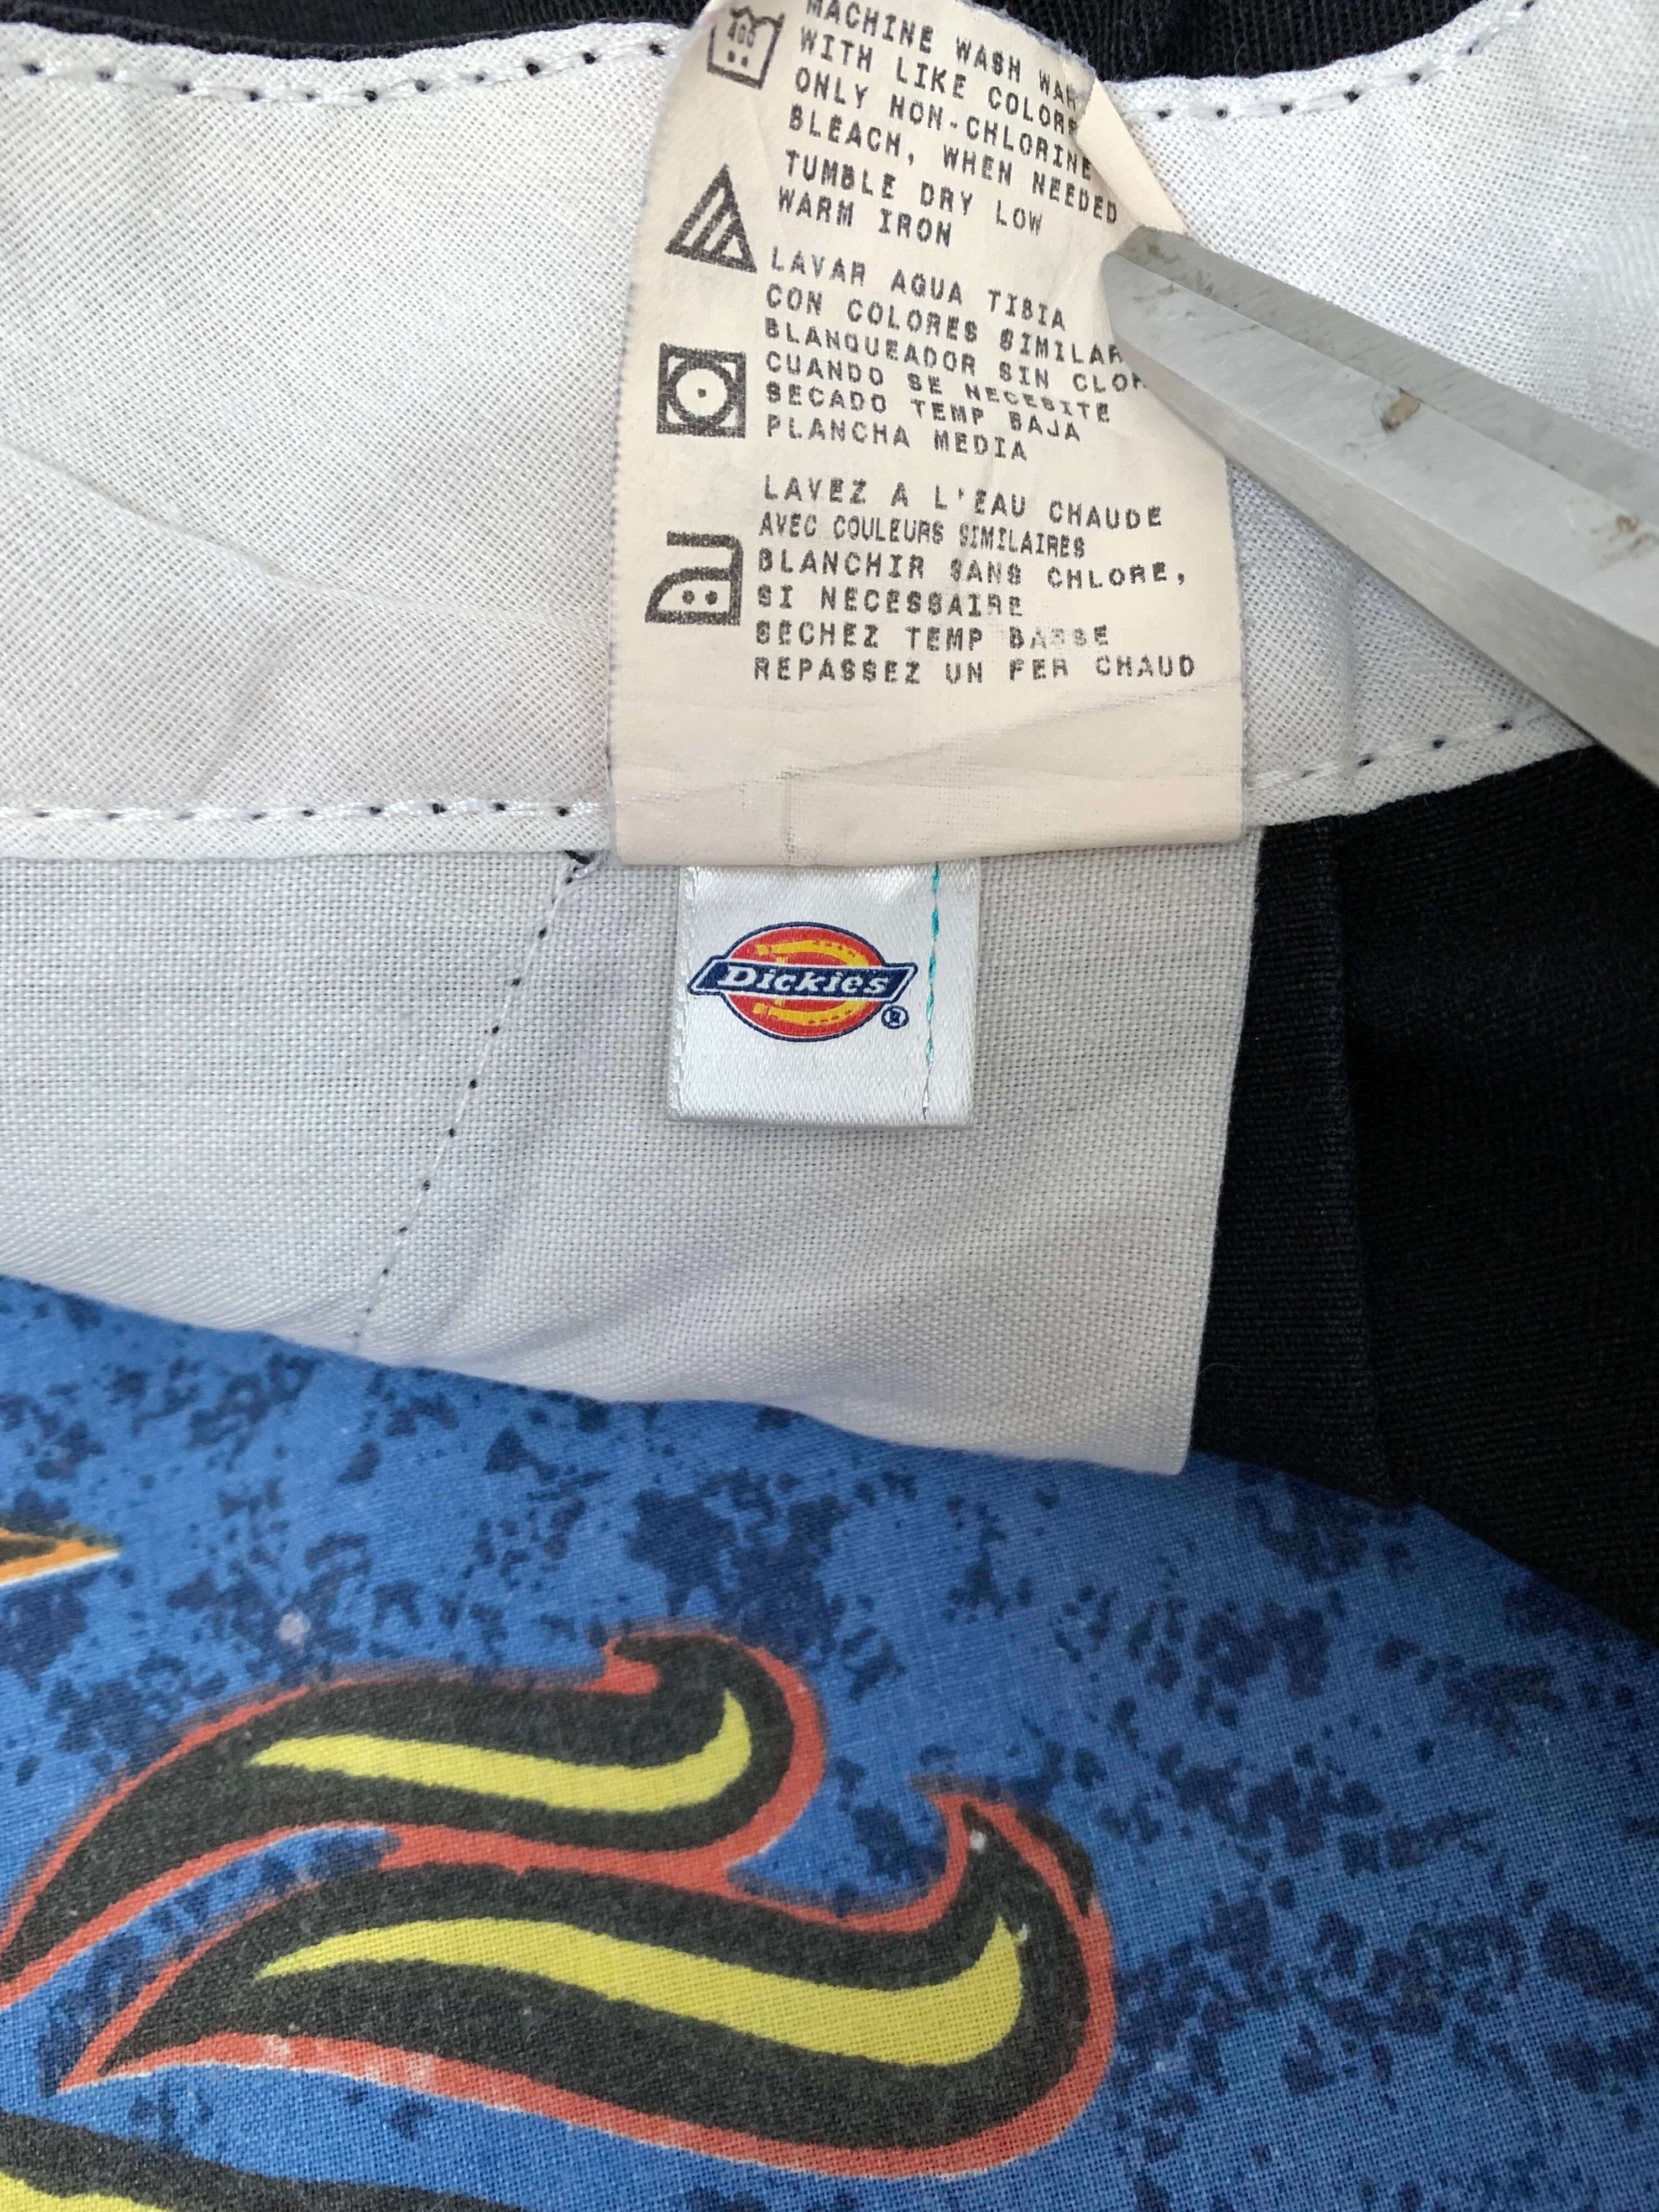 400
MACHINE WASH
WITH LIKE COLORS
ONLY NON-CHLORINE
BLEACH, WHEN NEEDED
TUMBLE DRY LOW
WARM IRON
LAVAR AGUA TIBIA
CON COLORES SIMILAR
BLANQUEADOR SIN CLOR
CUANDO SE NECESITE
SECADO TEMP BAJA
PLANCHA MEDIA
LAVEZ A L'EAU CHAUDE
AVEC COULEURS SIMILAIRES
BLANCHIR SANS CHLORE,
SI NECESSAIRE
SECHEZ TEMP BASSE
REPASSEZ UN FER CHAUD
Dickies®